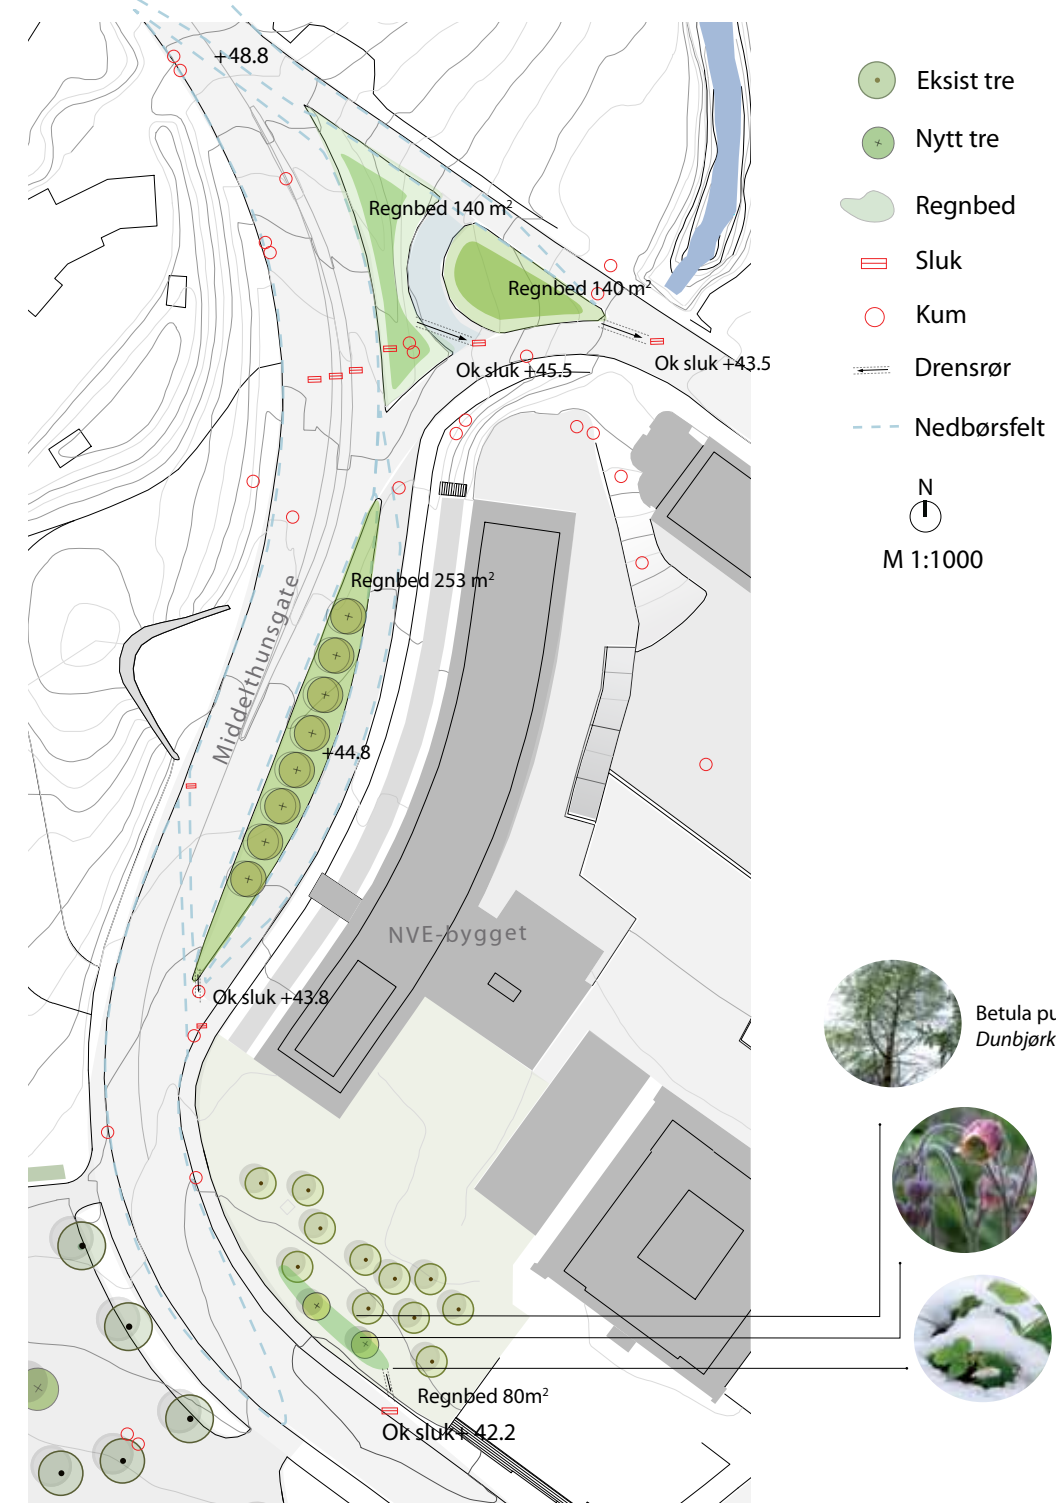 +48.8
Regnbed 140 m²
Regnbed 140 m²
Ok sluk +45.5
Ok sluk +43.5
Regnbed 253 m²
Middelthunsgate
+44.8
NVE-bygget
Ok sluk +43.8
Regnbed 80m²
Ok sluk+ 42.2
Eksist tre
Nytt tre
Regnbed
Sluk
Kum
Drensrør
Nedbørsfelt
N
M 1:1000
Betula pu
Dunbjørk